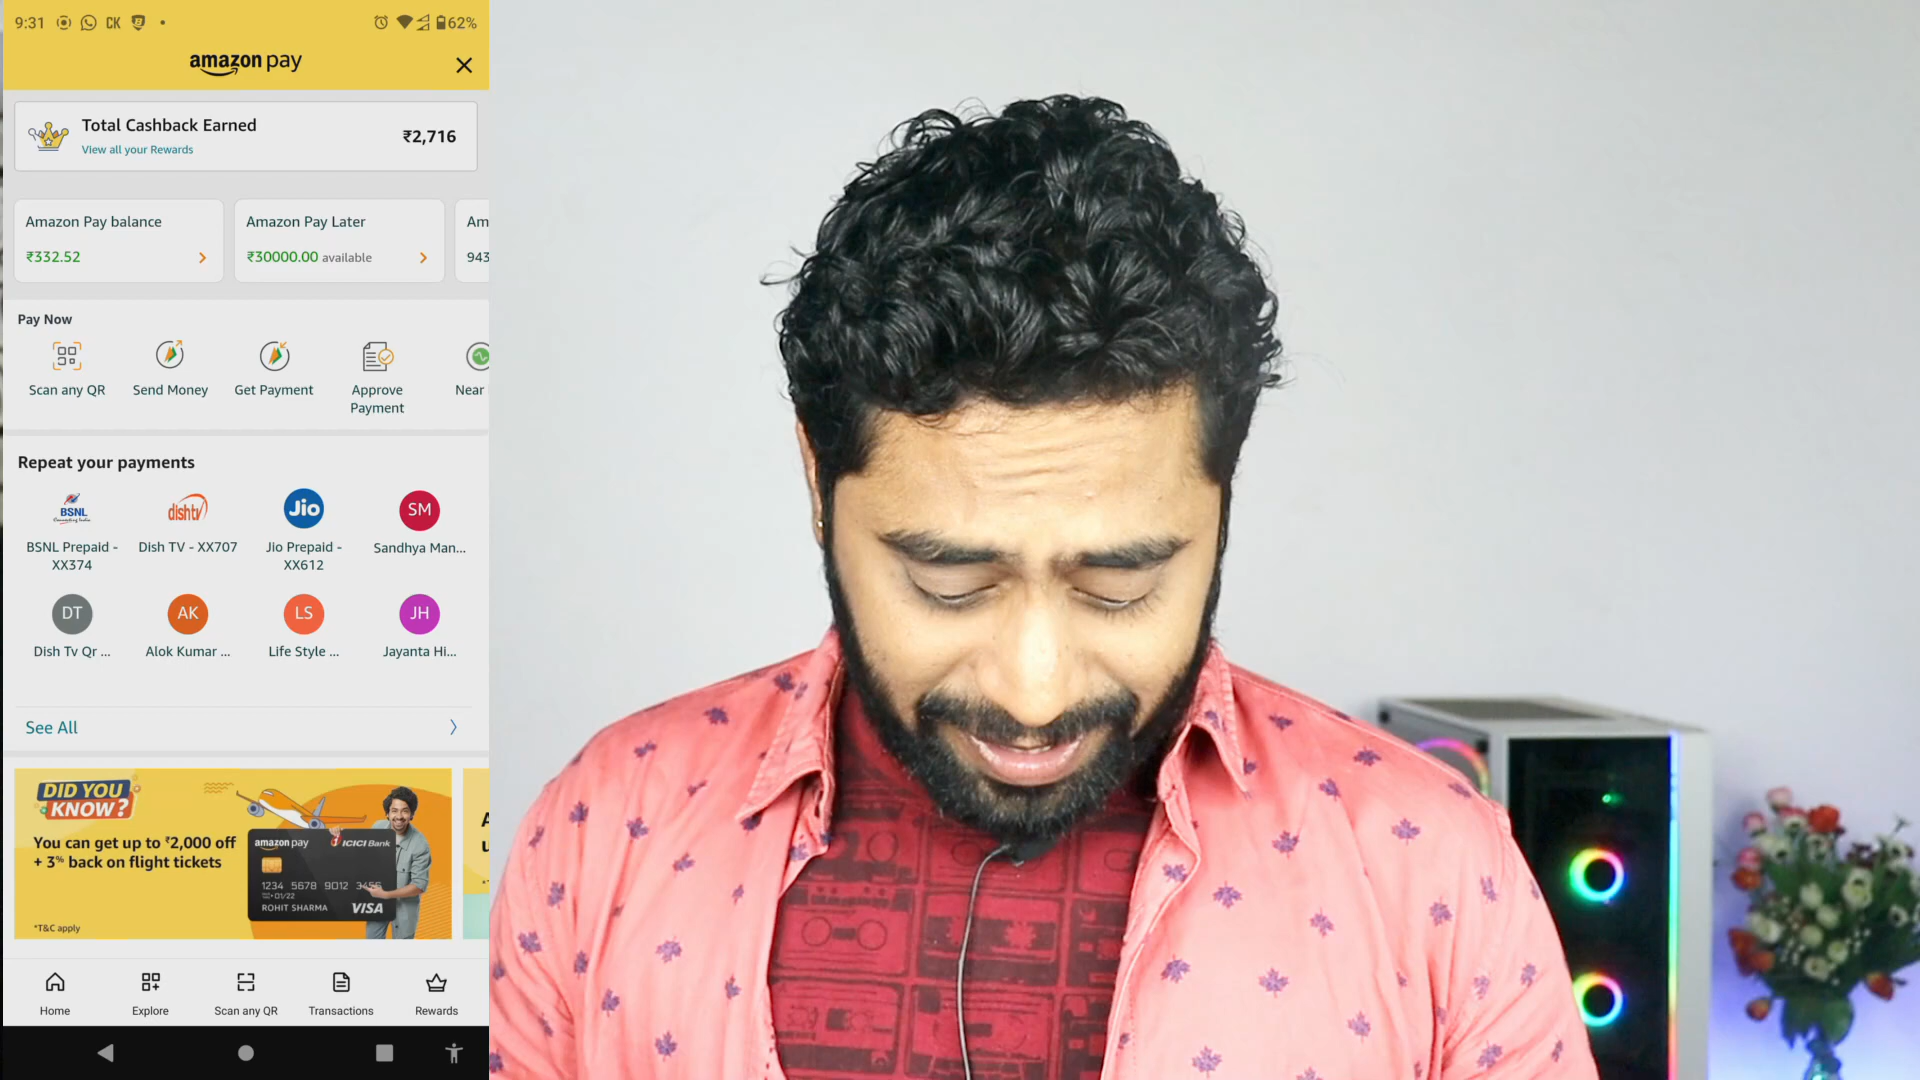 9:31 CK 62%
amazon pay
Total Cashback Earned
View all your Rewards
₹2,716
Amazon Pay balance
₹332.52
Amazon Pay Later
₹30000.00 available
Am
943
Pay Now
Scan any QR
Send Money
Get Payment
Approve
Payment
Near
Repeat your payments
BSNL
dishtv
Jio
SM
BSNL Prepaid -
XX374
Dish TV - XX707
Jio Prepaid -
XX612
Sandhya Man...
DT
AK
LS
JH
Dish Tv Qr ...
Alok Kumar ...
Life Style ...
Jayanta Hi...
See All
DID YOU
KNOW?
You can get up to ₹2,000 off
+ 3% back on flight tickets
*T&C apply
amazon pay
ICICI Bank
1234 5678 9012 3456
ROHIT SHARMA
VISA
Home
Explore
Scan any QR
Transactions
Rewards